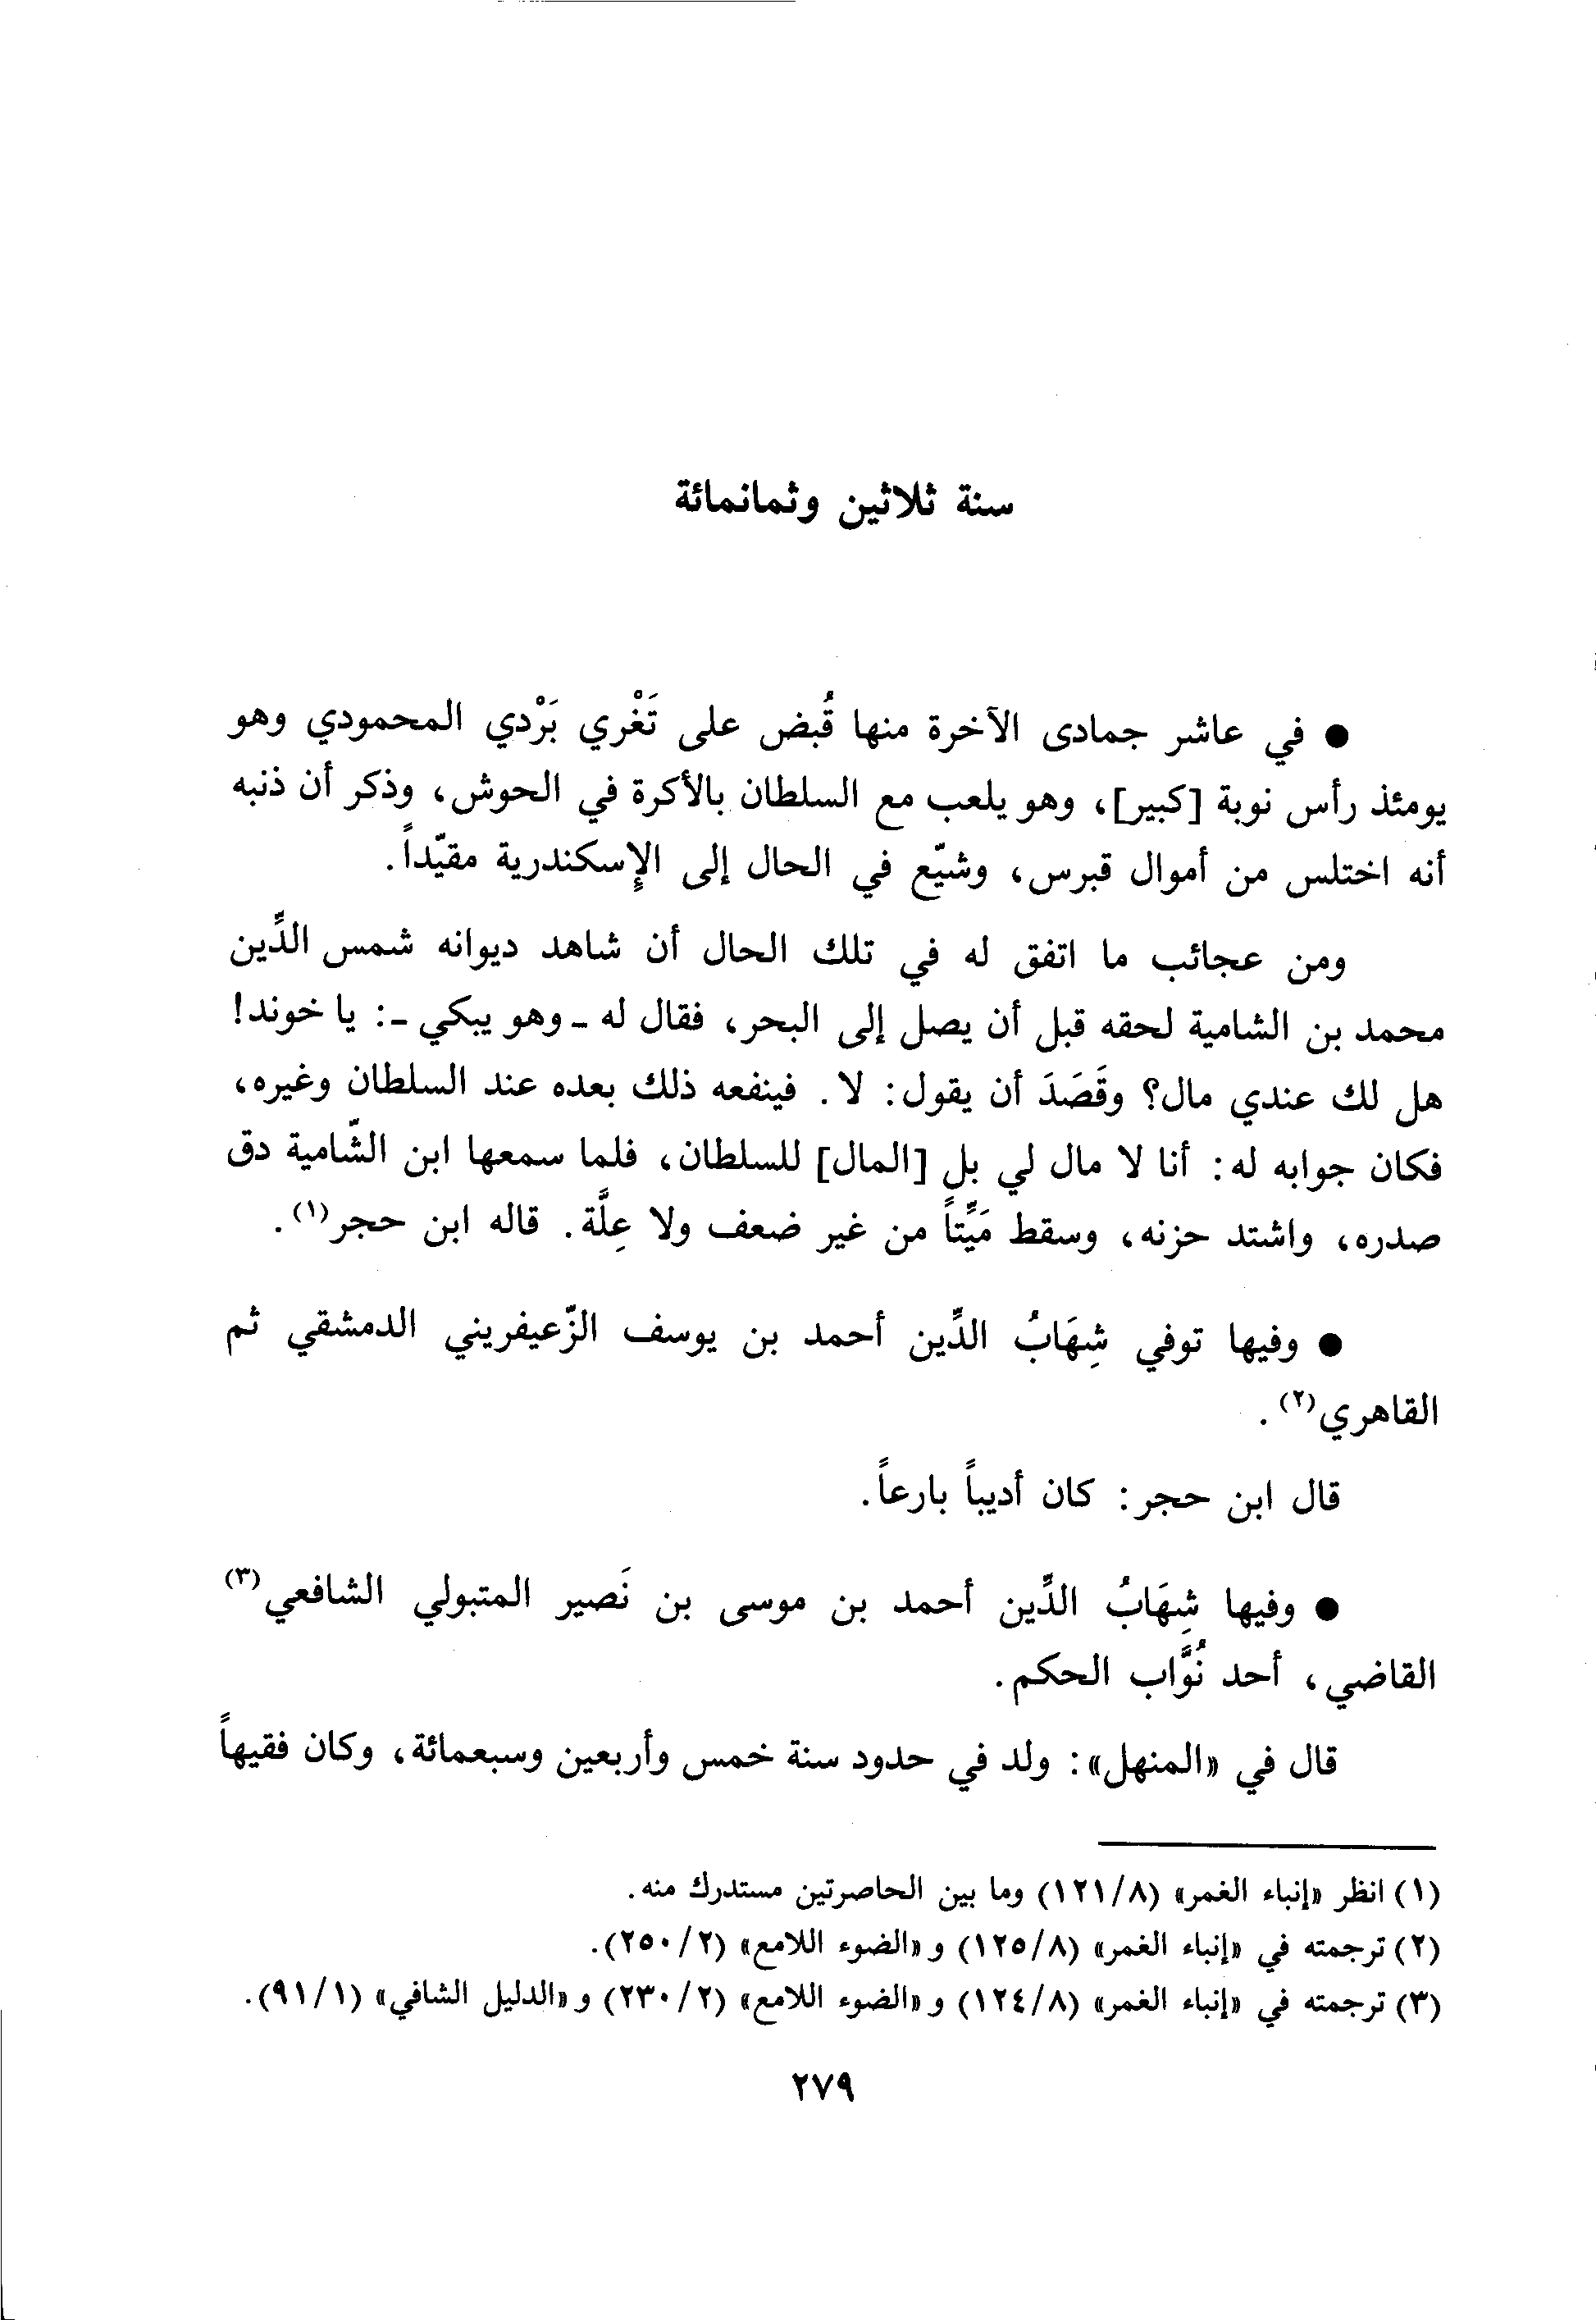 سنة ثلاثين وثمانمائة
● في عاشر جمادى الآخرة منها قُبض على تَغْري بَرْدي المحمودي وهو
يومئذ رأس نوبة [كبير]، وهو يلعب مع السلطان بالأكرة في الحوش، وذكر أن ذنبه
أنه اختلس من أموال قبرس، وشيّع في الحال إلى الإسكندرية مقيّداً.
ومن عجائب ما اتفق له في تلك الحال أن شاهد ديوانه شمس الدِّين
محمد بن الشامية لحقه قبل أن يصل إلى البحر، فقال له - وهو يبكي -: يا خوند!
هل لك عندي مال؟ وقَصَدَ أن يقول: لا. فينفعه ذلك بعده عند السلطان وغيره،
فكان جوابه له: أنا لا مال لي بل [المال] للسلطان، فلما سمعها ابن الشّامية دق
صدره، واشتد حزنه، وسقط مَيِّتاً من غير ضعف ولا عِلَّة. قاله ابن حجر(١).
● وفيها توفي شِهَابُ الدِّين أحمد بن يوسف الزّعيفريني الدمشقي ثم
القاهري(٢).
قال ابن حجر: كان أديباً بارعاً.
● وفيها شِهَابُ الدِّين أحمد بن موسى بن نَصير المتبولي الشافعي(٣)
القاضي، أحد نُوَّاب الحكم.
قال في «المنهل»: ولد في حدود سنة خمس وأربعين وسبعمائة، وكان فقيهاً
(١) انظر «إنباء الغمر» (١٢١/٨) وما بين الحاصرتين مستدرك منه.
(٢) ترجمته في «إنباء الغمر» (١٢٥/٨) و «الضوء اللامع» (٢٥٠/٢).
(٣) ترجمته في «إنباء الغمر» (١٢٤/٨) و «الضوء اللامع» (٢٣٠/٢) و «الدليل الشافي» (٩١/١).
٢٧٩